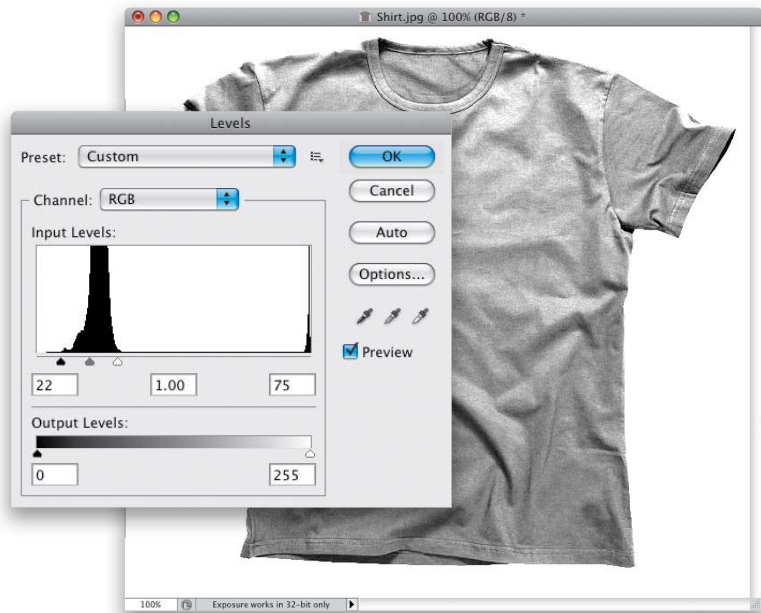 Shirt.jpg @ 100% (RGB/8) *
Levels
Preset: Custom
OK
Cancel
Channel: RGB
Auto
Input Levels:
Options...
Preview
22 1.00 75
Output Levels:
0 255
100% Exposure works in 32-bit only